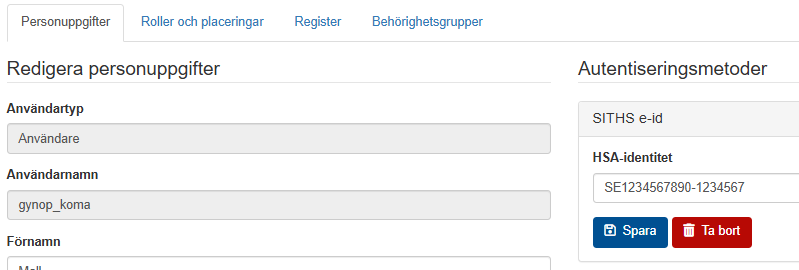 Personuppgifter Roller och placeringar Register Behörighetsgrupper
Redigera personuppgifter
Användartyp
Användare
Användarnamn
gynop_koma
Förnamn
Autentiseringsmetoder
SITHS e-id
HSA-identitet
SE1234567890-1234567
Spara Ta bort